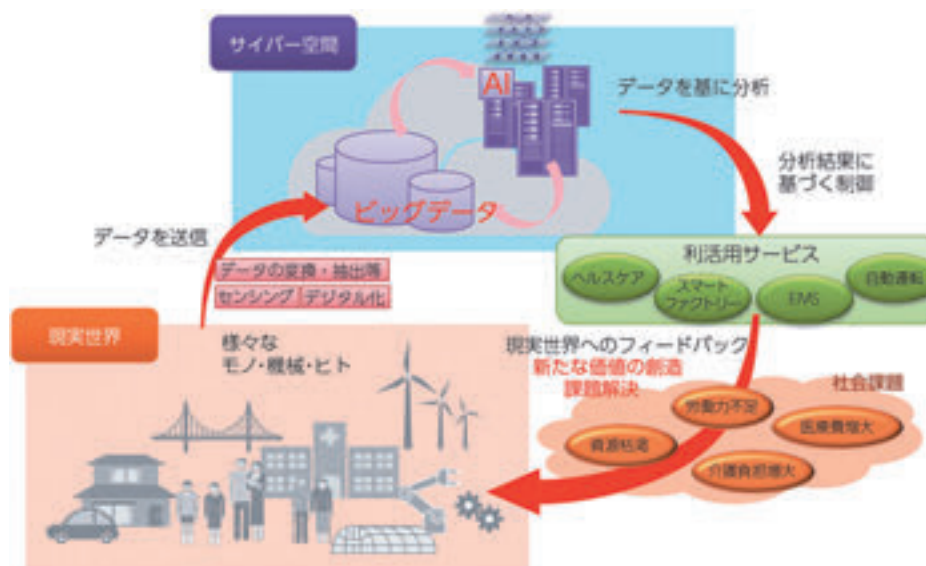 サイバー空間
AI
データを基に分析
分析結果に
基づく制御
ビッグデータ
データを送信
データの変換・抽出等
センシング
デジタル化
利活用サービス
ヘルスケア
スマート
ファクトリー
EMS
自動運転
現実世界
様々な
モノ・機械・ヒト
現実世界へのフィードバック
新たな価値の創造
課題解決
社会課題
労働力不足
医療費増大
資源枯渇
介護負担増大